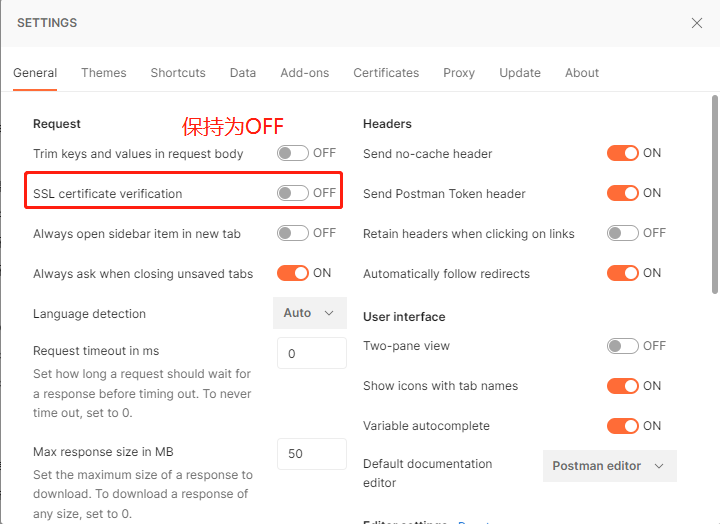 SETTINGS
General Themes Shortcuts Data Add-ons Certificates Proxy Update About
Request
保持为OFF
Trim keys and values in request body OFF
SSL certificate verification OFF
Always open sidebar item in new tab OFF
Always ask when closing unsaved tabs ON
Language detection Auto
Request timeout in ms 0
Set how long a request should wait for
a response before timing out. To never
time out, set to 0.
Max response size in MB 50
Set the maximum size of a response to
download. To download a response of
any size, set to 0.
Headers
Send no-cache header ON
Send Postman Token header ON
Retain headers when clicking on links OFF
Automatically follow redirects ON
User interface
Two-pane view OFF
Show icons with tab names ON
Variable autocomplete ON
Default documentation
editor
Postman editor